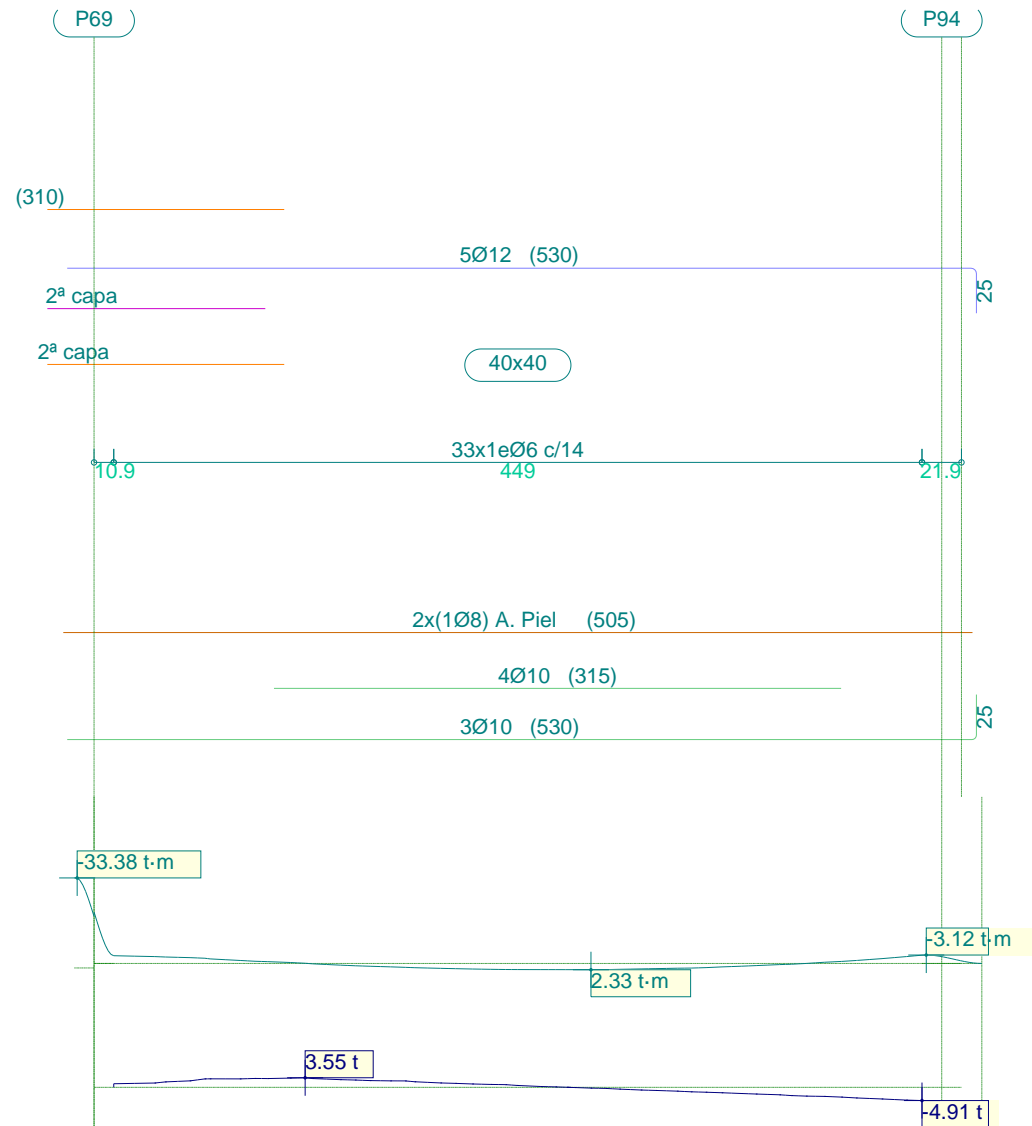 P69 P94
(310)
5Ø12 (530)
25
2ª capa
2ª capa
40x40
33x1eØ6 c/14
10.9 449 21.9
2x(1Ø8) A. Piel (505)
4Ø10 (315)
25
3Ø10 (530)
-33.38 t·m
-3.12 t·m
2.33 t·m
3.55 t
-4.91 t